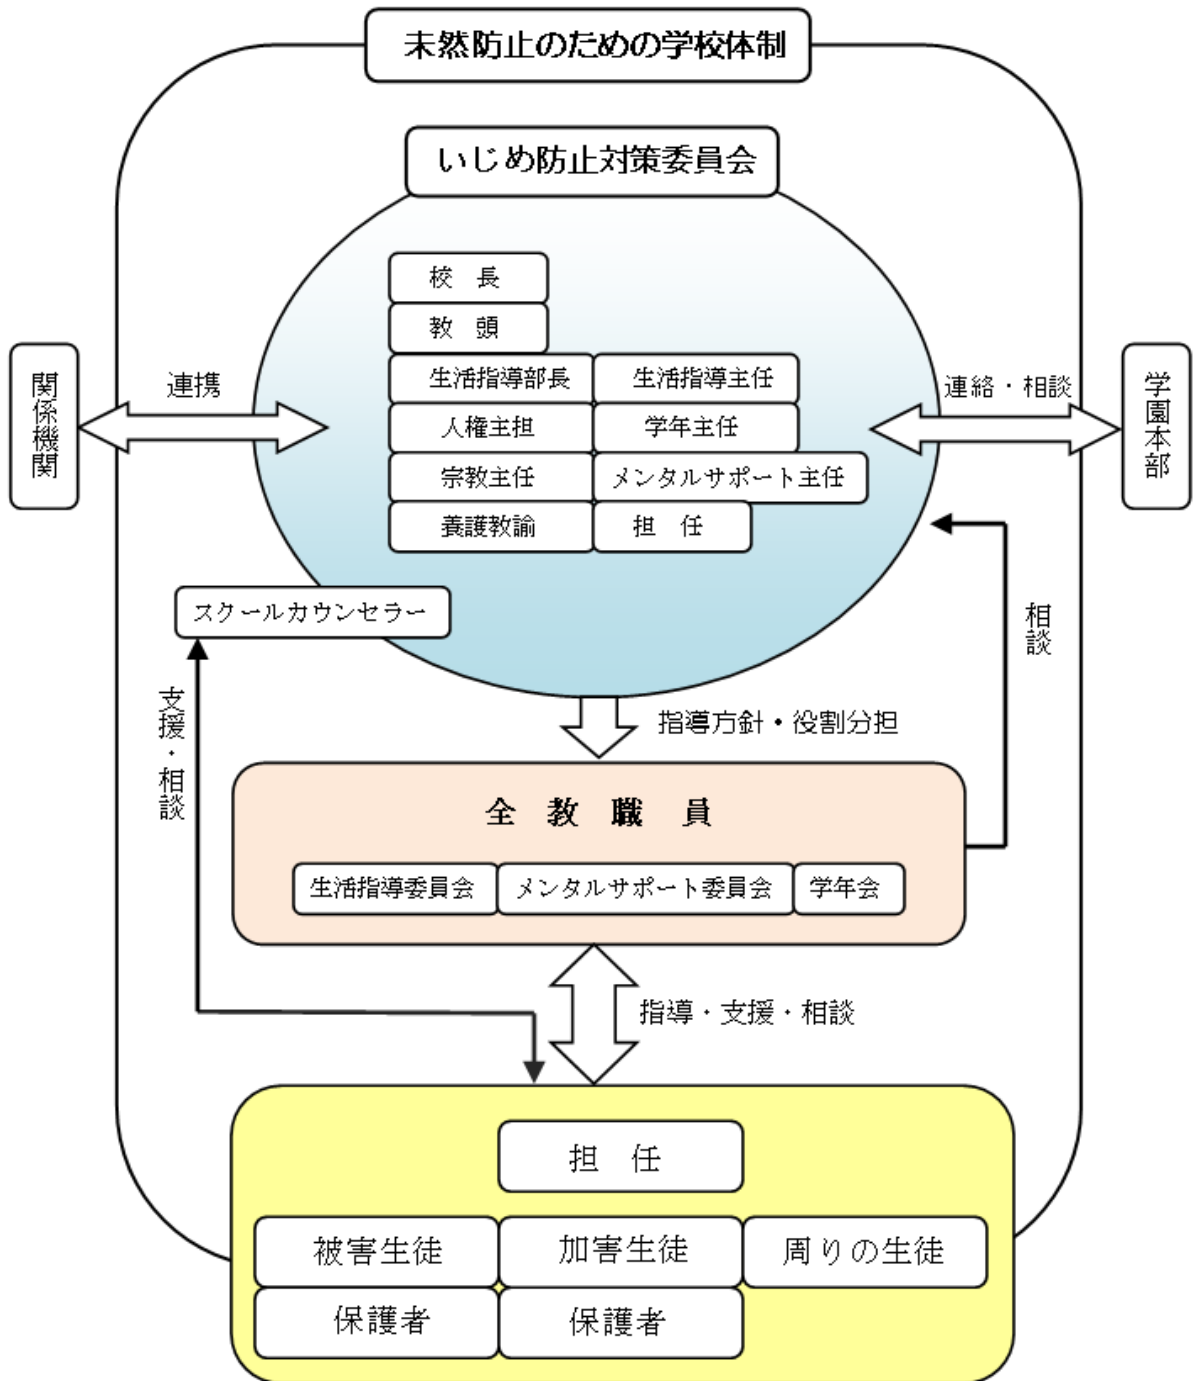 未然防止のための学校体制
いじめ防止対策委員会
校　長
教　頭
生活指導部長
生活指導主任
人権主担
学年主任
宗教主任
メンタルサポート主任
養護教諭
担　任
関係機関
連携
連絡・相談
学園本部
スクールカウンセラー
相談
支援・相談
指導方針・役割分担
全　教　職　員
生活指導委員会
メンタルサポート委員会
学年会
指導・支援・相談
担　任
被害生徒
加害生徒
周りの生徒
保護者
保護者